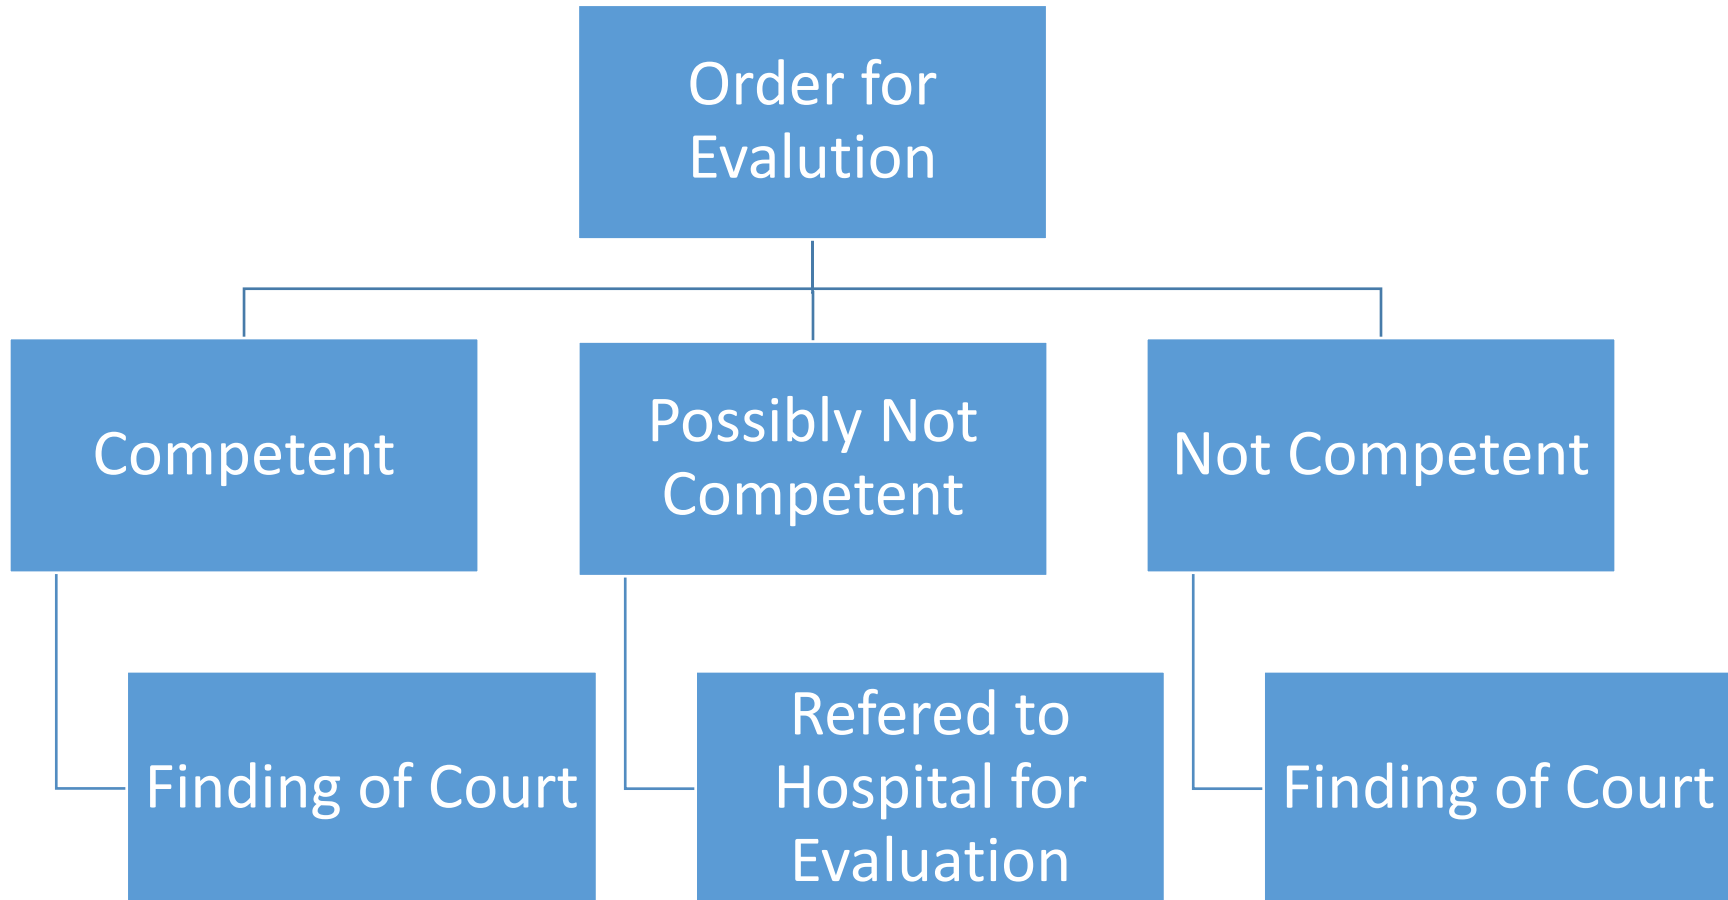 Order for
Evalution
Competent
Possibly Not
Competent
Not Competent
Finding of Court
Refered to
Hospital for
Evaluation
Finding of Court